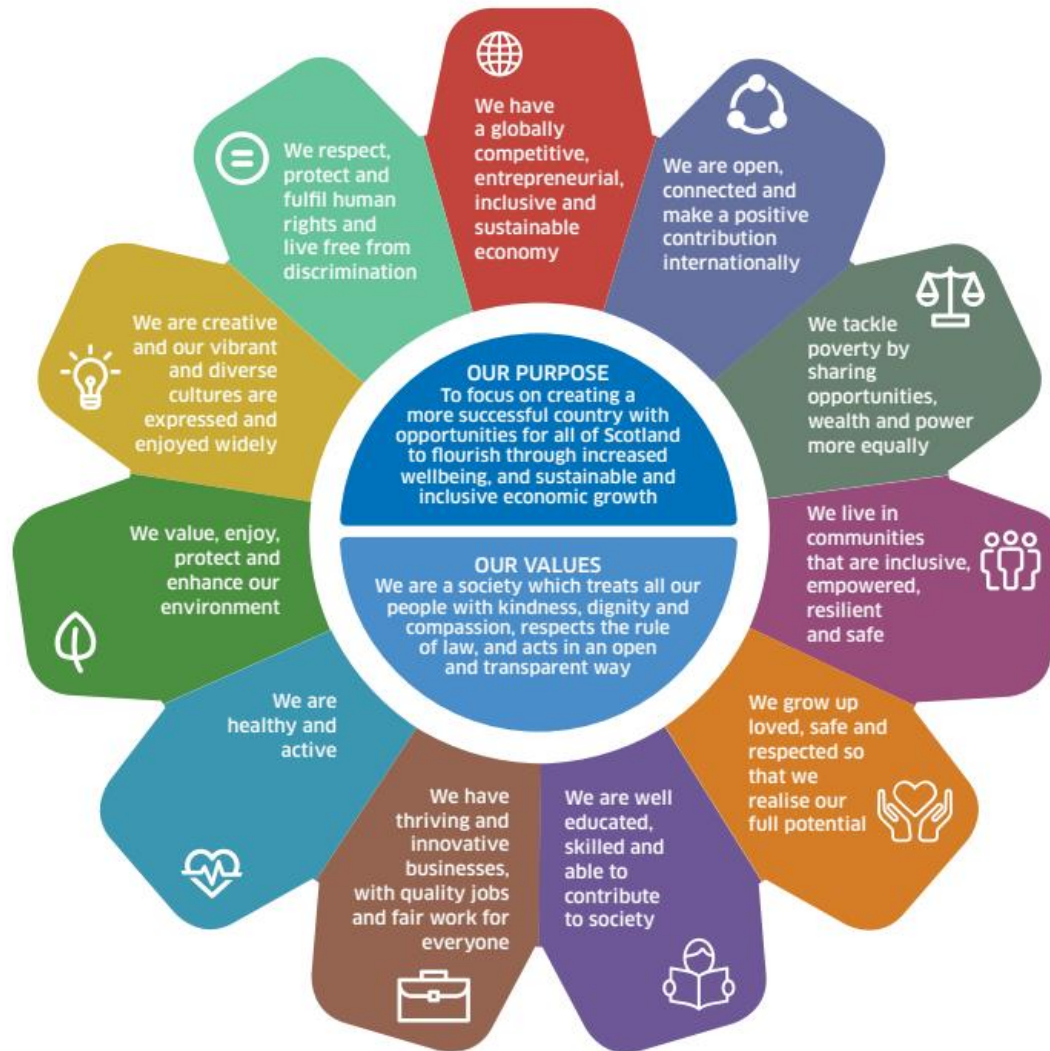 We have
a globally
competitive,
entrepreneurial,
inclusive and
sustainable
economy
We are open,
connected and
make a positive
contribution
internationally
We tackle
poverty by
sharing
opportunities,
wealth and power
more equally
We live in
communities
that are inclusive,
empowered,
resilient
and safe
We grow up
loved, safe and
respected so
that we
realise our
full potential
We are well
educated,
skilled and
able to
contribute
to society
We have
thriving and
innovative
businesses,
with quality jobs
and fair work for
everyone
We are
healthy and
active
We value, enjoy,
protect and
enhance our
environment
We are creative
and our vibrant
and diverse
cultures are
expressed and
enjoyed widely
We respect,
protect and
fulfil human
rights and
live free from
discrimination
OUR PURPOSE
To focus on creating a
more successful country with
opportunities for all of Scotland
to flourish through increased
wellbeing, and sustainable and
inclusive economic growth
OUR VALUES
We are a society which treats all our
people with kindness, dignity and
compassion, respects the rule
of law, and acts in an open
and transparent way